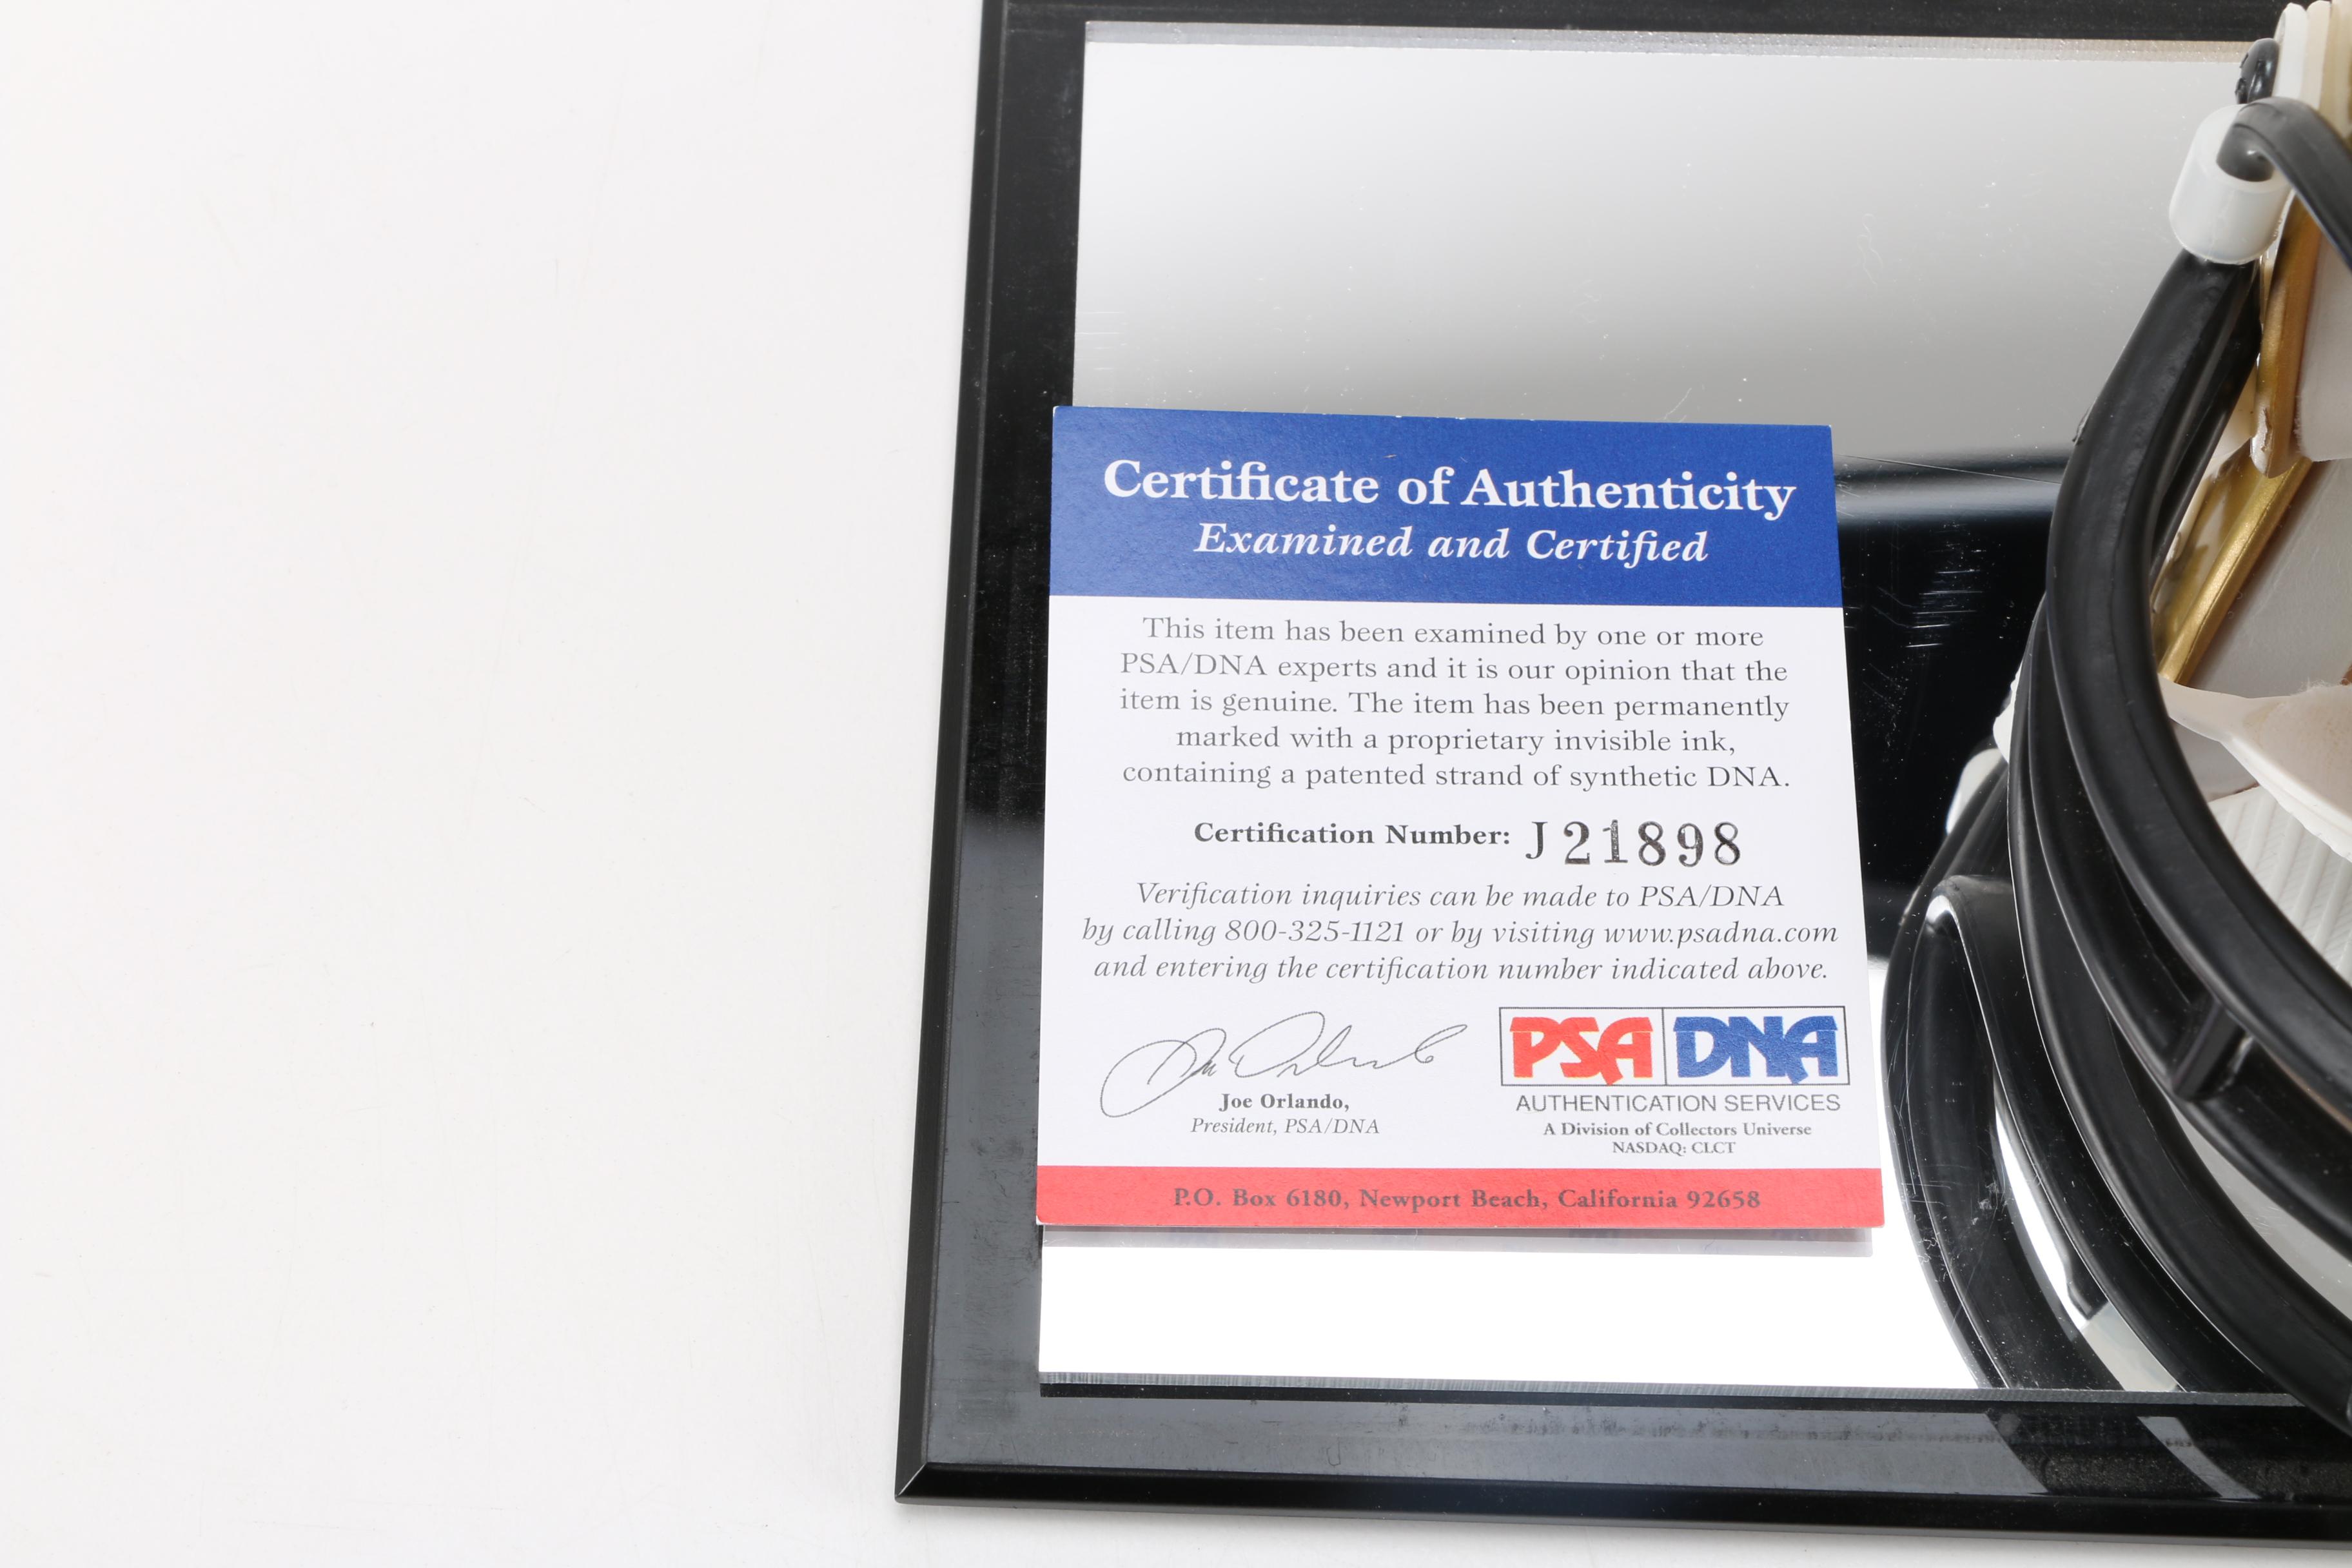 Certificate of Authenticity
Examined and Certified
This item has been examined by one or more
PSA/DNA experts and it is our opinion that the
item is genuine. The item has been permanently
marked with a proprietary invisible ink,
containing a patented strand of synthetic DNA.
Certification Number: J21898
Verification inquiries can be made to PSA/DNA
by calling 800-325-1121 or by visiting www.psadna.com
and entering the certification number indicated above.
Joe Orlando,
President, PSA/DNA
PSA DNA
AUTHENTICATION SERVICES
A Division of Collectors Universe
NASDAQ: CLCT
P.O. Box 6180, Newport Beach, California 92658